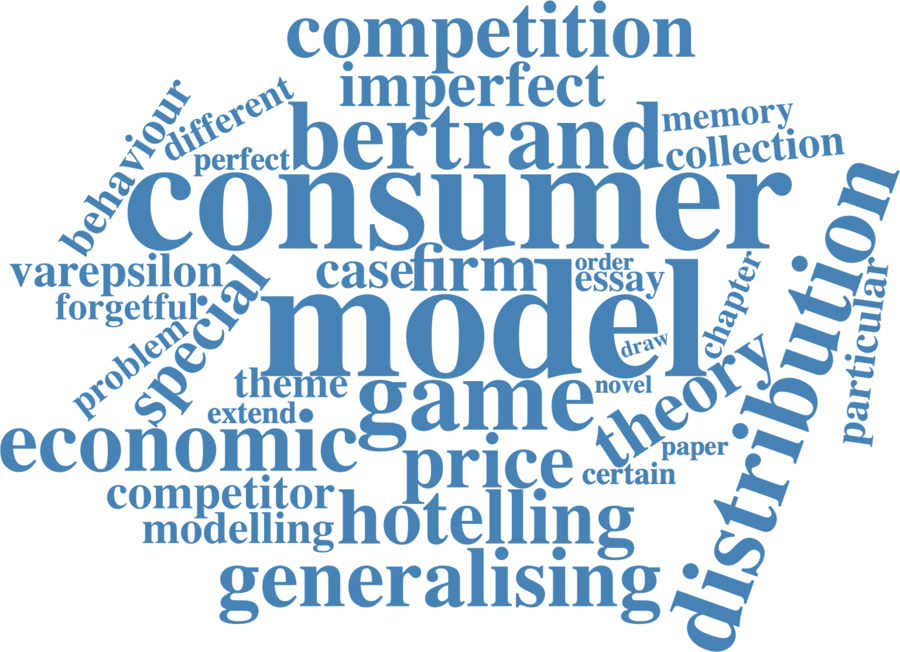 competition
imperfect
different
behaviour
perfect
bertrand
memory
collection
consumer
varepsilon
forgetful
special
case
firm
order
essay
chapter
distribution
particular
model
draw
problem
theme
extend
game
novel
theory
economic
price
paper
certain
competitor
modelling
hotelling
generalising